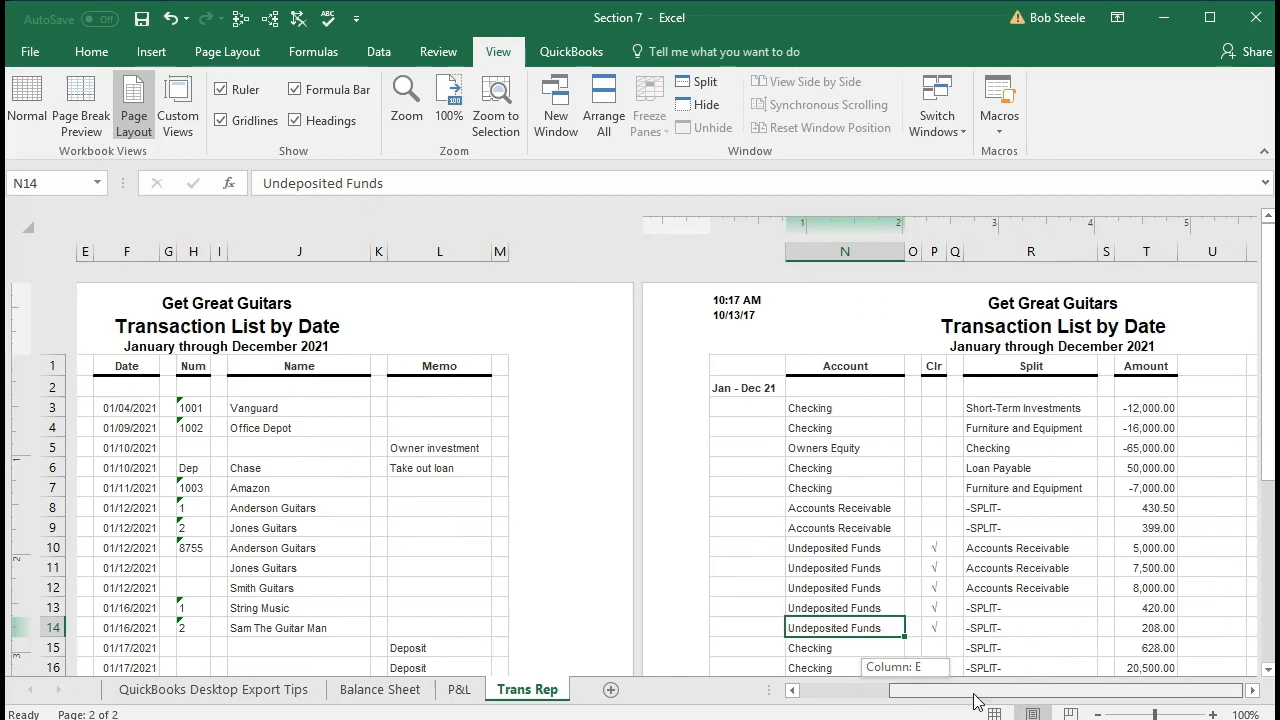 AutoSave Off
ABC
Section 7 - Excel
Bob Steele
File Home Insert Page Layout Formulas Data Review View QuickBooks Tell me what you want to do Share
Normal Page Break Preview Page Layout Custom Views
Workbook Views
Ruler Formula Bar
Gridlines Headings
Show
Zoom 100% Zoom to Selection
100
Zoom
New Window Arrange All Freeze Panes
Split
Hide
Unhide
View Side by Side
Synchronous Scrolling
Reset Window Position
Switch Windows
Window
Macros
Macros
N14 fx Undeposited Funds
1 2 3 4 5
E F G H I J K L M N O P Q R S T U
Get Great Guitars
Transaction List by Date
January through December 2021
10:17 AM
10/13/17
Get Great Guitars
Transaction List by Date
January through December 2021
1 Date Num Name Memo Account Clr Split Amount
2 Jan - Dec 21
3 01/04/2021 1001 Vanguard Checking Short-Term Investments -12,000.00
4 01/09/2021 1002 Office Depot Checking Furniture and Equipment -16,000.00
5 01/10/2021 Owner investment Owners Equity Checking -65,000.00
6 01/10/2021 Dep Chase Take out loan Checking Loan Payable 50,000.00
7 01/11/2021 1003 Amazon Checking Furniture and Equipment -7,000.00
8 01/12/2021 1 Anderson Guitars Accounts Receivable -SPLIT- 430.50
9 01/12/2021 2 Jones Guitars Accounts Receivable -SPLIT- 399.00
10 01/12/2021 8755 Anderson Guitars Undeposited Funds √ Accounts Receivable 5,000.00
11 01/12/2021 Jones Guitars Undeposited Funds √ Accounts Receivable 7,500.00
12 01/12/2021 Smith Guitars Undeposited Funds √ Accounts Receivable 8,000.00
13 01/16/2021 1 String Music Undeposited Funds √ -SPLIT- 420.00
14 01/16/2021 2 Sam The Guitar Man Undeposited Funds √ -SPLIT- 208.00
15 01/17/2021 Deposit Checking -SPLIT- 628.00
16 01/17/2021 Deposit Checking -SPLIT- 20,500.00
1
2
3
Column: E
QuickBooks Desktop Export Tips Balance Sheet P&L Trans Rep
Ready Page: 2 of 2 100%